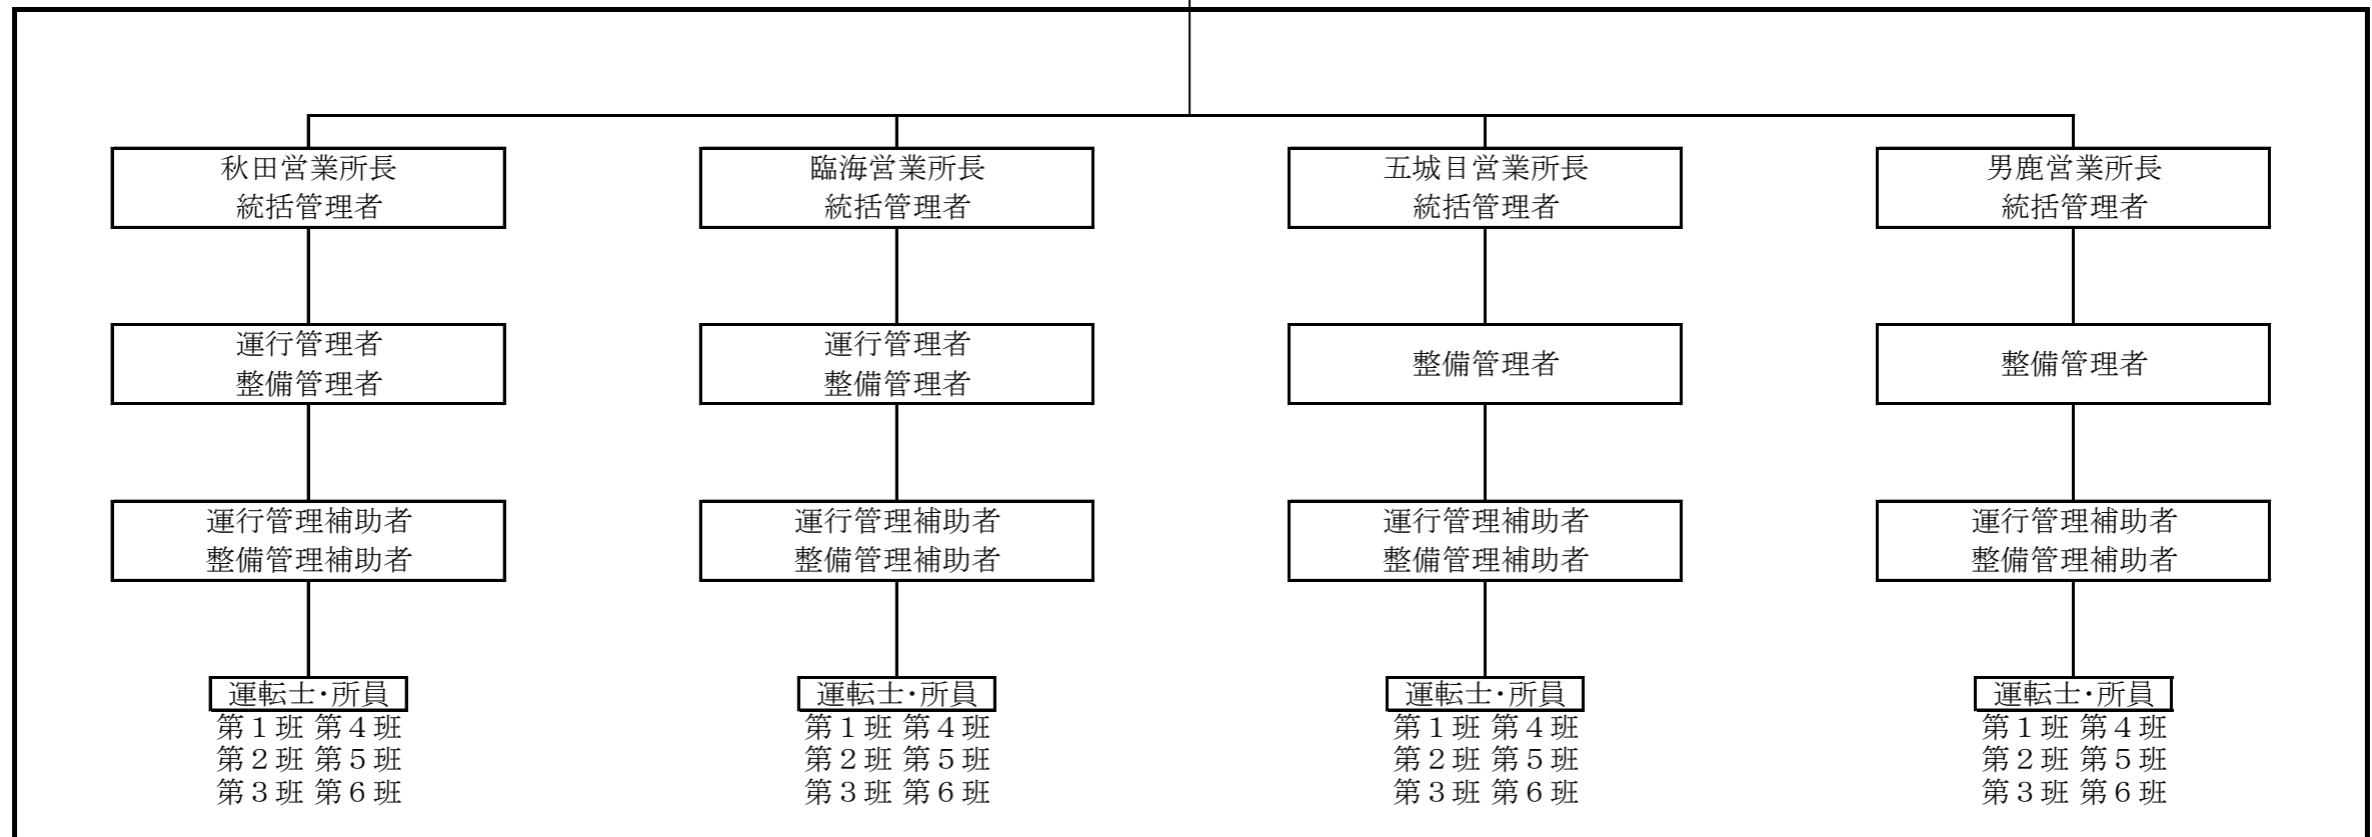 秋田営業所長
統括管理者
臨海営業所長
統括管理者
五城目営業所長
統括管理者
男鹿営業所長
統括管理者
運行管理者
整備管理者
運行管理者
整備管理者
整備管理者
整備管理者
運行管理補助者
整備管理補助者
運行管理補助者
整備管理補助者
運行管理補助者
整備管理補助者
運行管理補助者
整備管理補助者
運転士・所員
第１班 第４班
第２班 第５班
第３班 第６班
運転士・所員
第１班 第４班
第２班 第５班
第３班 第６班
運転士・所員
第１班 第４班
第２班 第５班
第３班 第６班
運転士・所員
第１班 第４班
第２班 第５班
第３班 第６班